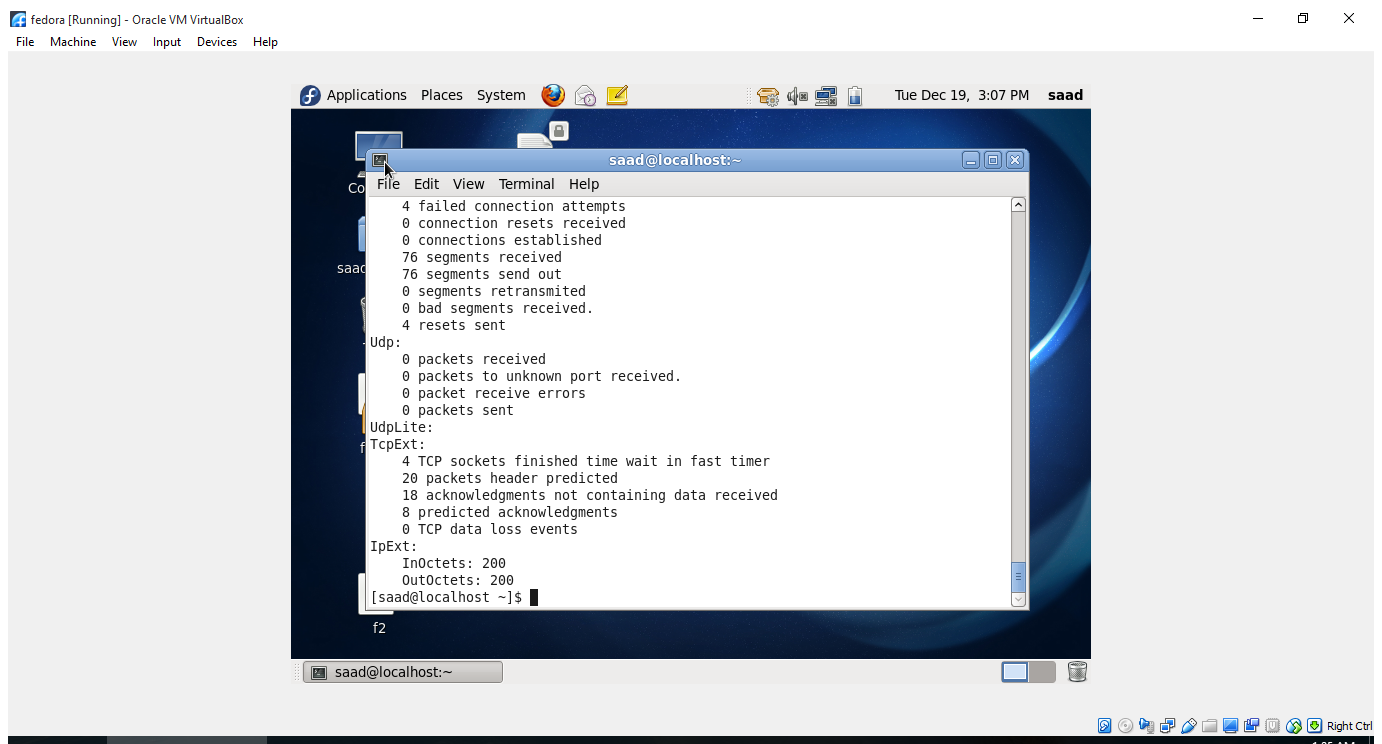 fedora [Running] - Oracle VM VirtualBox
File Machine View Input Devices Help
Applications Places System Tue Dec 19, 3:07 PM saad
Co
saad@localhost:~
File Edit View Terminal Help
4 failed connection attempts
0 connection resets received
0 connections established
76 segments received
76 segments send out
0 segments retransmited
0 bad segments received.
4 resets sent
Udp:
0 packets received
0 packets to unknown port received.
0 packet receive errors
0 packets sent
UdpLite:
TcpExt:
4 TCP sockets finished time wait in fast timer
20 packets header predicted
18 acknowledgments not containing data received
8 predicted acknowledgments
0 TCP data loss events
IpExt:
InOctets: 200
OutOctets: 200
[saad@localhost ~]$
saad
f
f2
saad@localhost:~
Right Ctrl